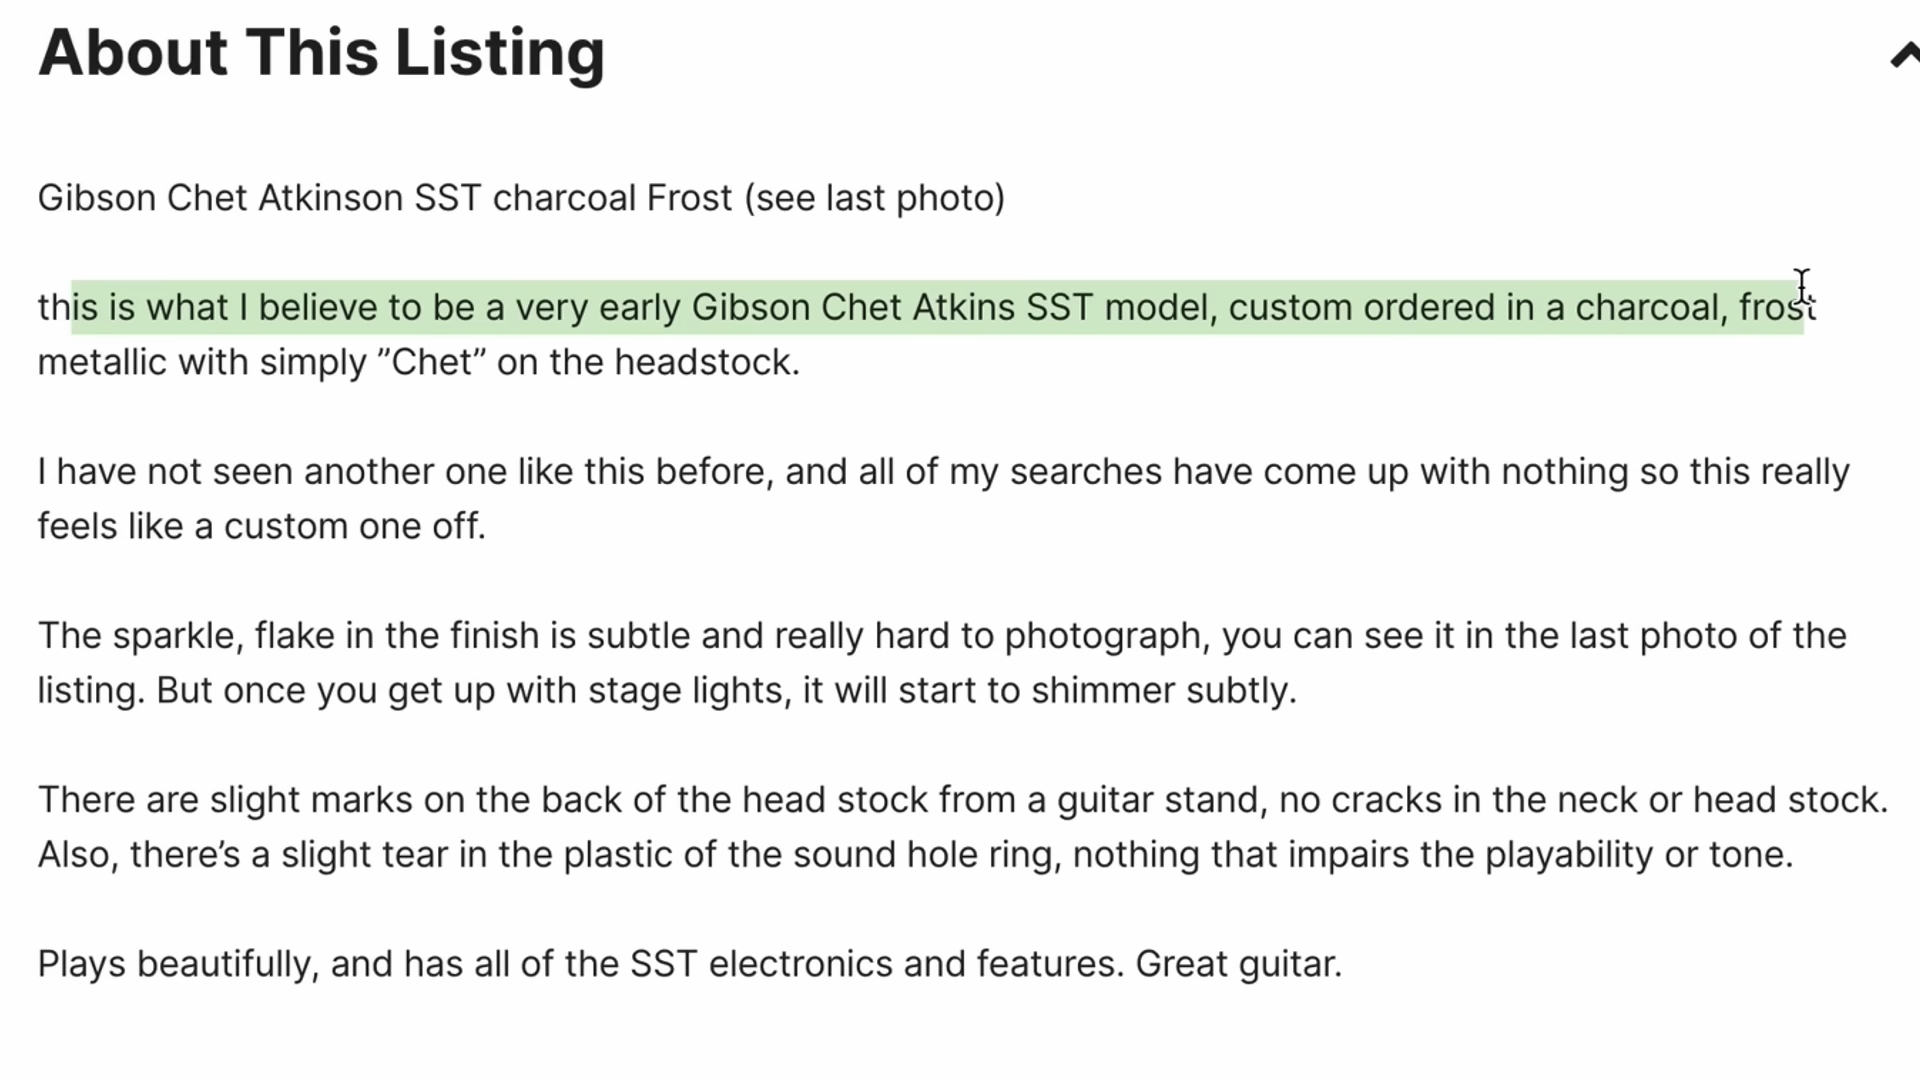 About This Listing
Gibson Chet Atkinson SST charcoal Frost (see last photo)
this is what I believe to be a very early Gibson Chet Atkins SST model, custom ordered in a charcoal, frost
metallic with simply ”Chet” on the headstock.
I have not seen another one like this before, and all of my searches have come up with nothing so this really
feels like a custom one off.
The sparkle, flake in the finish is subtle and really hard to photograph, you can see it in the last photo of the
listing. But once you get up with stage lights, it will start to shimmer subtly.
There are slight marks on the back of the head stock from a guitar stand, no cracks in the neck or head stock.
Also, there’s a slight tear in the plastic of the sound hole ring, nothing that impairs the playability or tone.
Plays beautifully, and has all of the SST electronics and features. Great guitar.